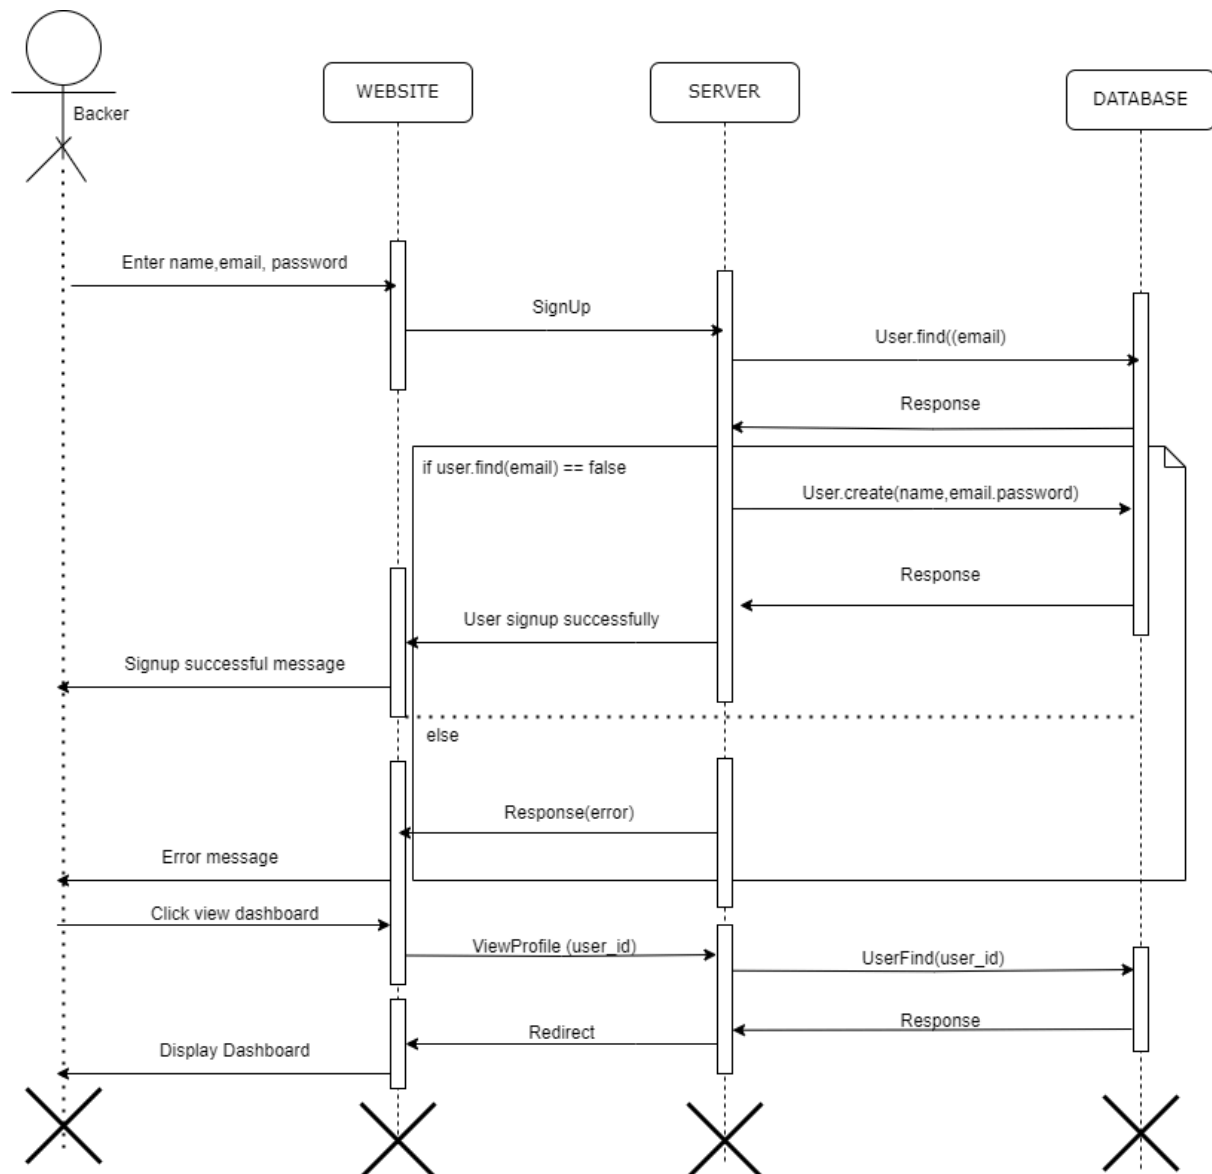 Backer
WEBSITE
SERVER
DATABASE
Enter name,email, password
SignUp
User.find((email)
Response
if user.find(email) == false
User.create(name,email.password)
Response
User signup successfully
Signup successful message
else
Response(error)
Error message
Click view dashboard
ViewProfile (user_id)
UserFind(user_id)
Response
Redirect
Display Dashboard